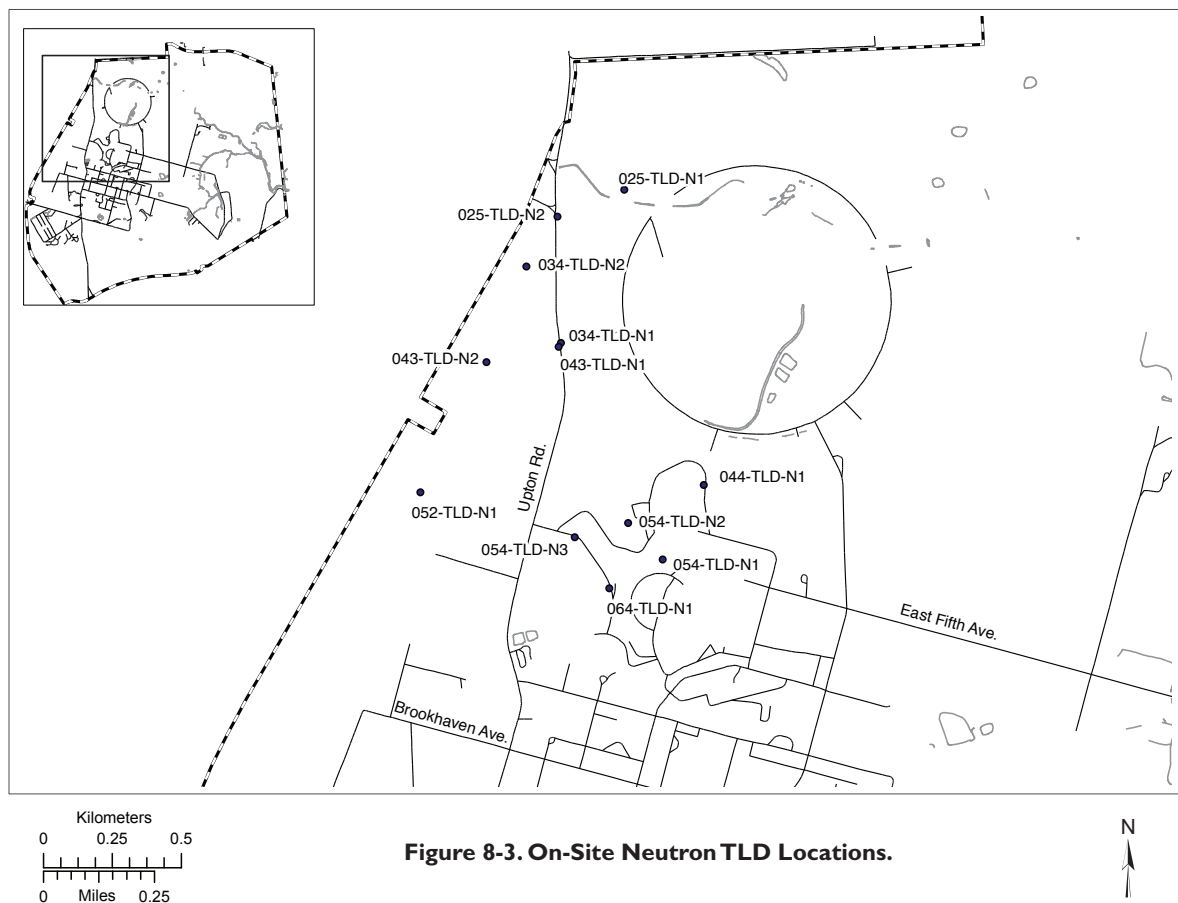 025-TLD-N1
025-TLD-N2
034-TLD-N2
034-TLD-N1
043-TLD-N2
043-TLD-N1
Upton Rd.
044-TLD-N1
052-TLD-N1
054-TLD-N2
054-TLD-N3
054-TLD-N1
064-TLD-N1
East Fifth Ave.
Brookhaven Ave.
Kilometers
0 0.25 0.5
0 Miles 0.25
Figure 8-3. On-Site Neutron TLD Locations.
N